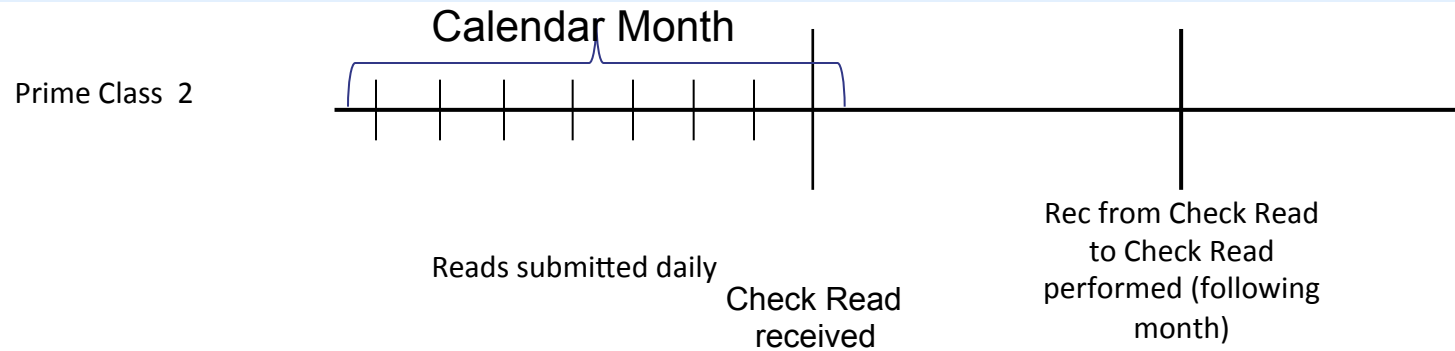 Calendar Month
Prime Class 2
Reads submitted daily
Check Read
received
Rec from Check Read
to Check Read
performed (following
month)